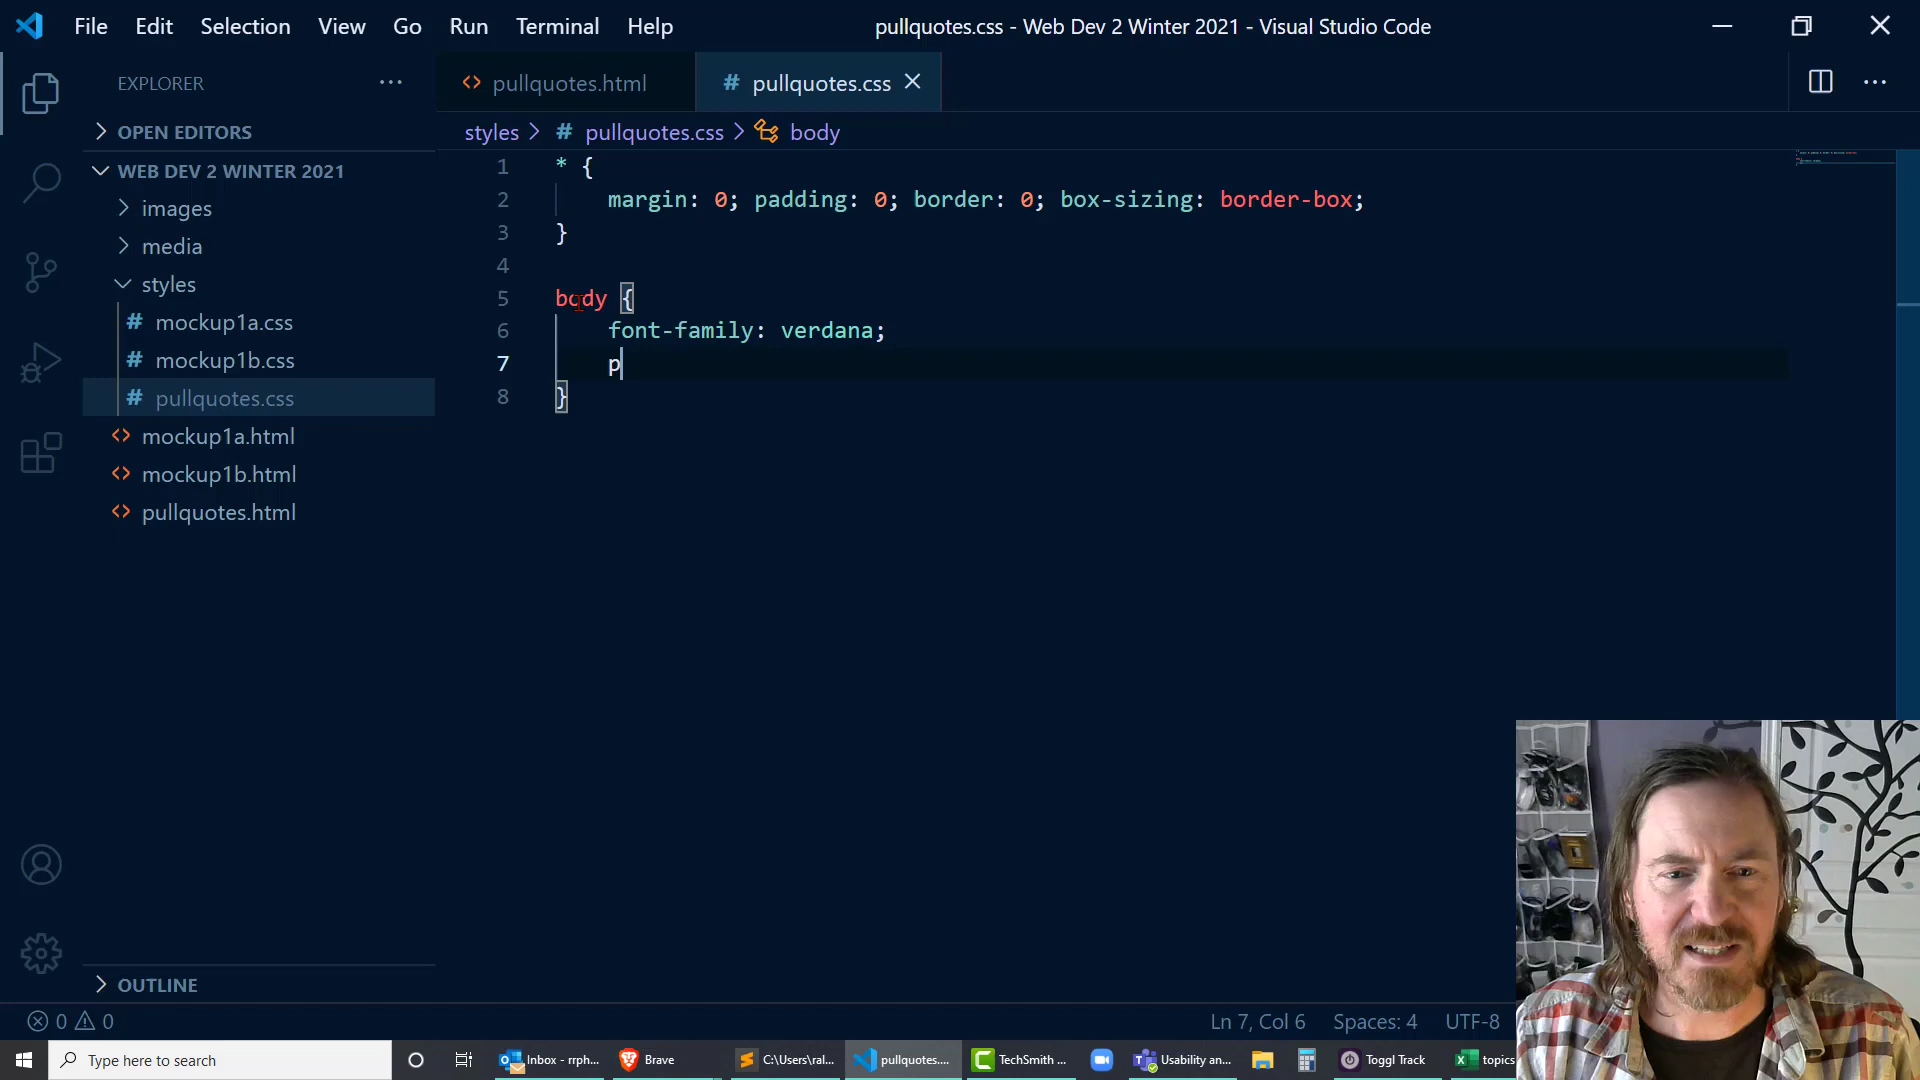 File Edit Selection View Go Run Terminal Help
pullquotes.css - Web Dev 2 Winter 2021 - Visual Studio Code
EXPLORER
OPEN EDITORS
WEB DEV 2 WINTER 2021
images
media
styles
# mockup1a.css
# mockup1b.css
# pullquotes.css
<> mockup1a.html
<> mockup1b.html
<> pullquotes.html
OUTLINE
<> pullquotes.html
# pullquotes.css
styles > # pullquotes.css > body
1 * {
2 margin: 0; padding: 0; border: 0; box-sizing: border-box;
3 }
4
5 body {
6 font-family: verdana;
7 p
8 }
0 0
Ln 7, Col 6 Spaces: 4 UTF-8
Type here to search
Inbox - rrph...
Brave
C:\Users\ral...
pullquotes....
TechSmith ...
Usability an...
Toggl Track
topics